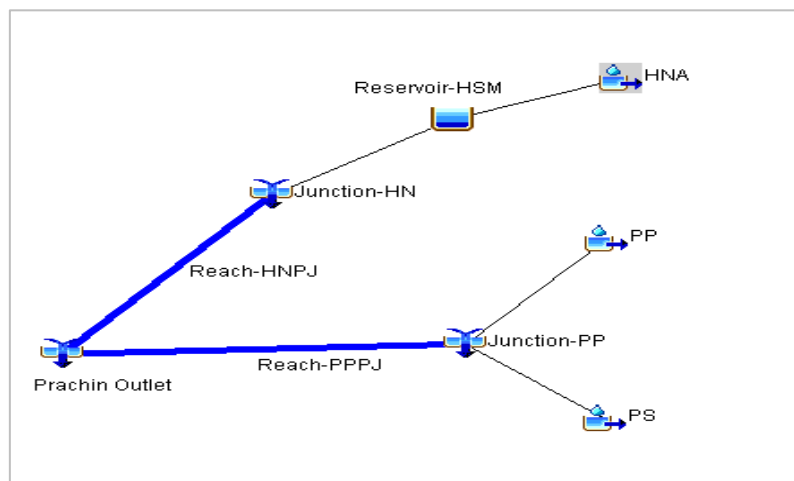 HNA
Reservoir-HSM
Junction-HN
PP
Reach-HNPJ
Junction-PP
Reach-PPPJ
Prachin Outlet
PS